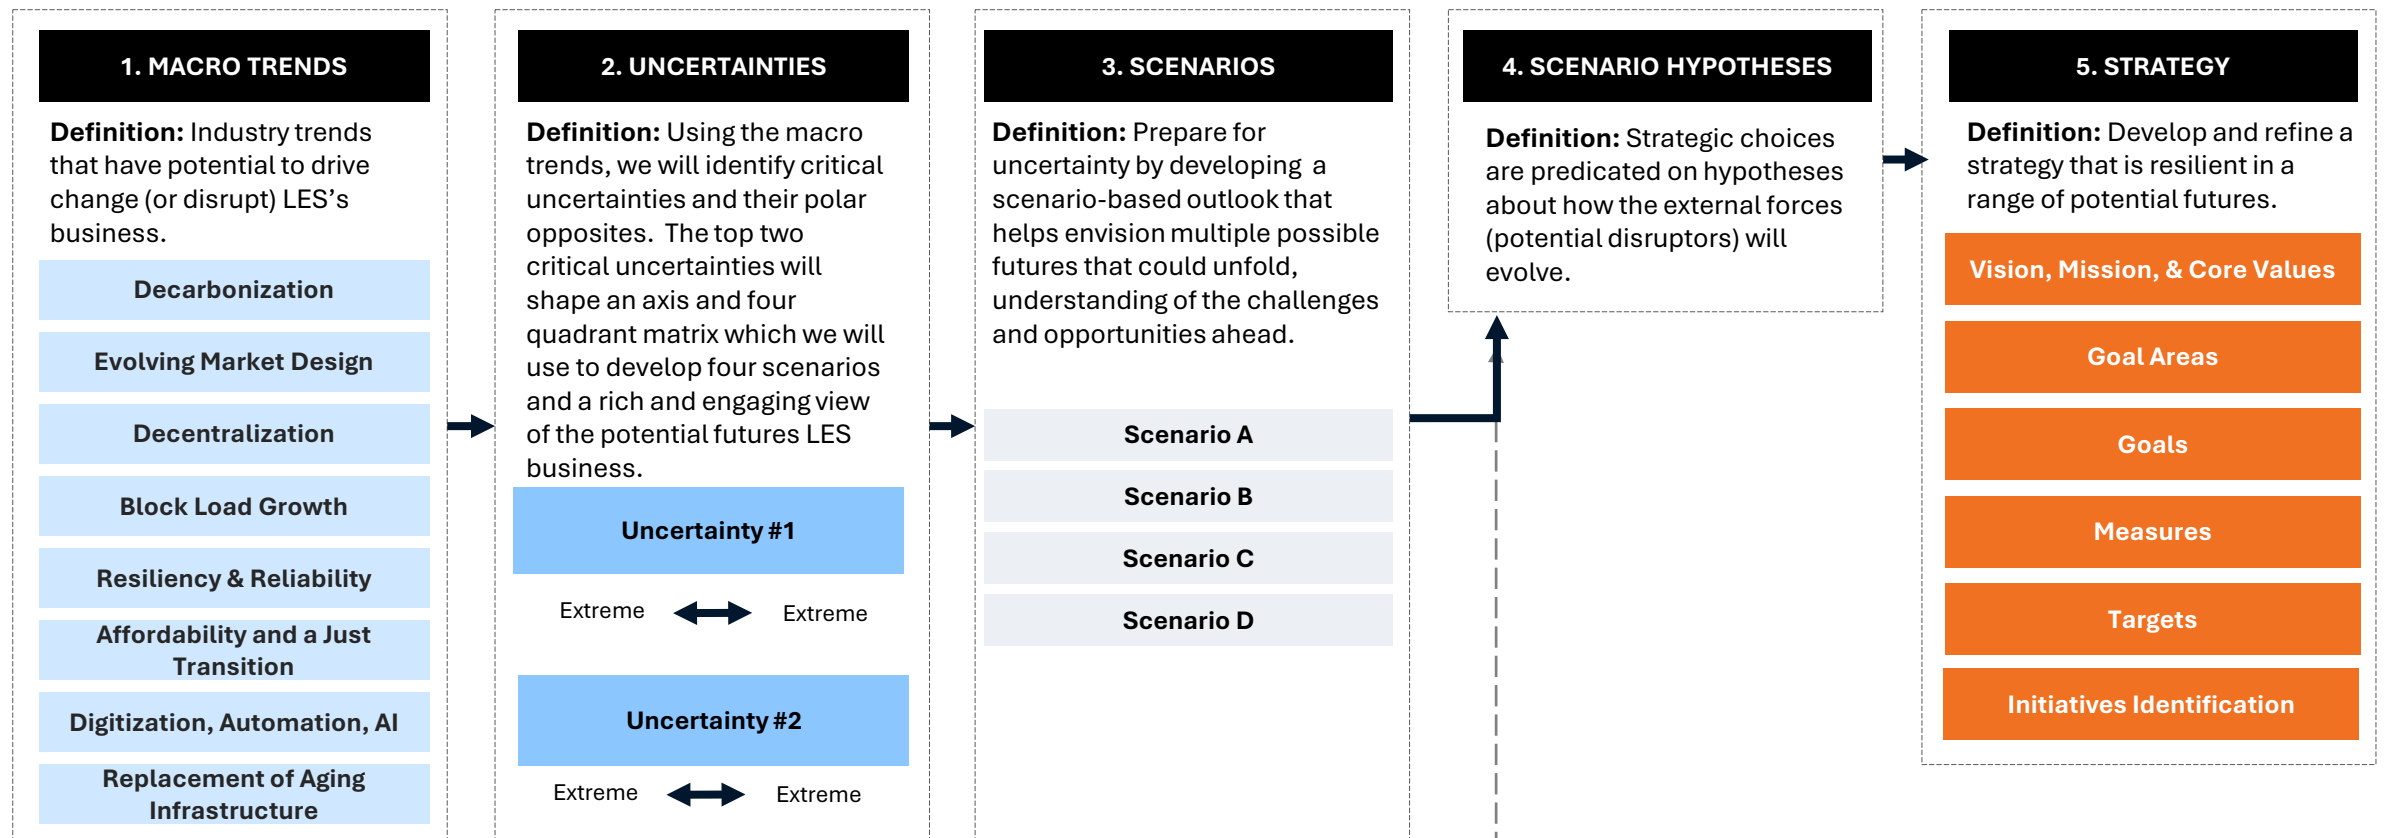 1. MACRO TRENDS
Definition: Industry trends
that have potential to drive
change (or disrupt) LES’s
business.
Decarbonization
Evolving Market Design
Decentralization
Block Load Growth
Resiliency & Reliability
Affordability and a Just
Transition
Digitization, Automation, AI
Replacement of Aging
Infrastructure
2. UNCERTAINTIES
Definition: Using the macro
trends, we will identify critical
uncertainties and their polar
opposites.  The top two
critical uncertainties will
shape an axis and four
quadrant matrix which we will
use to develop four scenarios
and a rich and engaging view
of the potential futures LES
business.
Uncertainty #1
Extreme Extreme
Uncertainty #2
Extreme Extreme
3. SCENARIOS
Definition: Prepare for
uncertainty by developing  a
scenario-based outlook that
helps envision multiple possible
futures that could unfold,
understanding of the challenges
and opportunities ahead.
Scenario A
Scenario B
Scenario C
Scenario D
4. SCENARIO HYPOTHESES
Definition: Strategic choices
are predicated on hypotheses
about how the external forces
(potential disruptors) will
evolve.
5. STRATEGY
Definition: Develop and refine a
strategy that is resilient in a
range of potential futures.
Vision, Mission, & Core Values
Goal Areas
Goals
Measures
Targets
Initiatives Identification